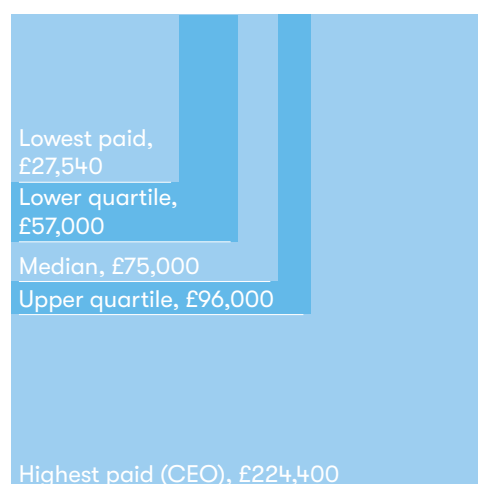 Lowest paid,
£27,540
Lower quartile,
£57,000
Median, £75,000
Upper quartile, £96,000
Highest paid (CEO), £224,400